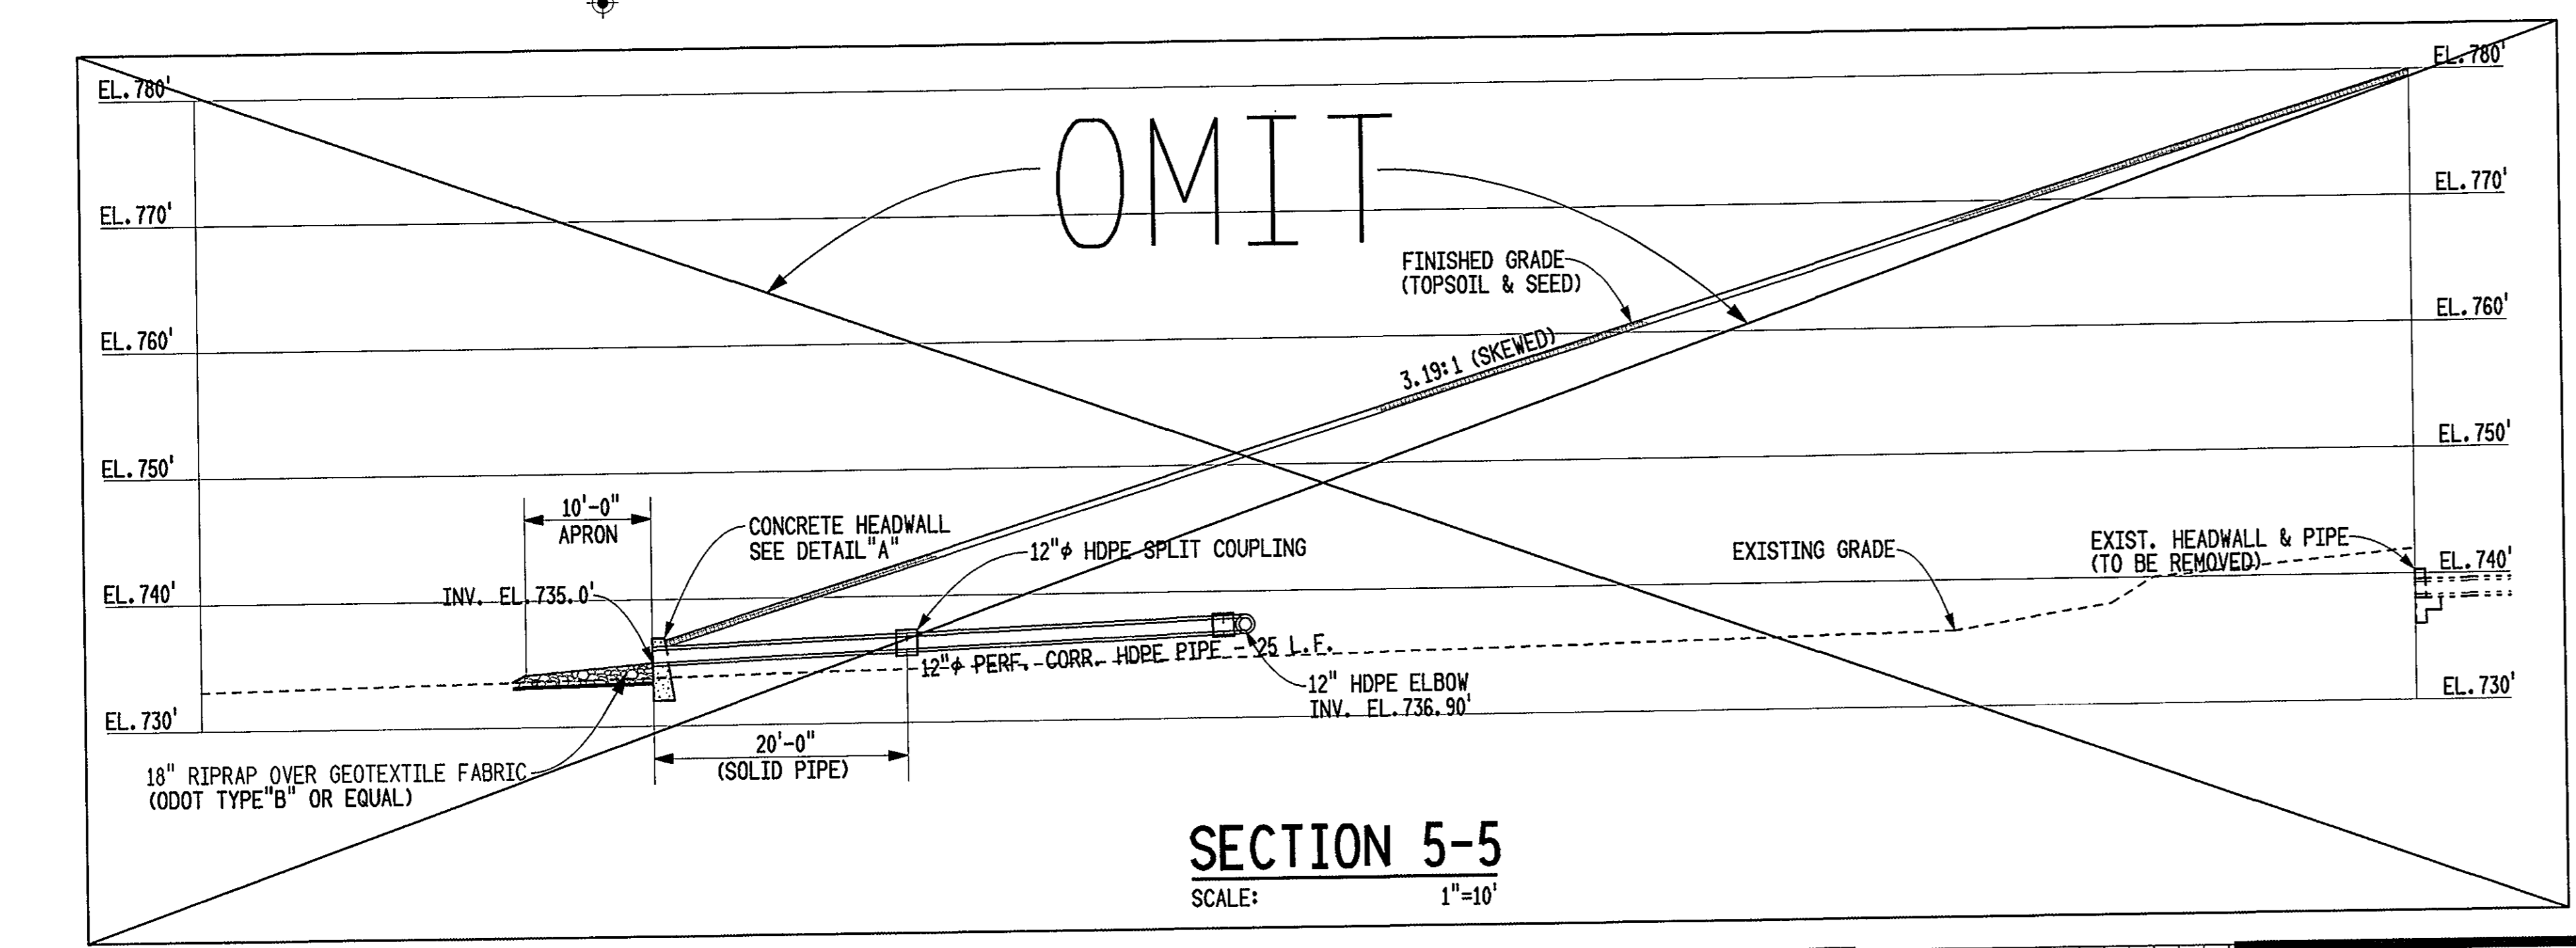 EL.780'
EL.780'
OMIT
EL.770'
EL.770'
FINISHED GRADE
(TOPSOIL & SEED)
EL.760'
EL.760'
3.19:1 (SKEWED)
EL.750'
EL.750'
10'-0"
APRON
CONCRETE HEADWALL
SEE DETAIL"A"
12"ϕ HDPE SPLIT COUPLING
EXISTING GRADE
EXIST. HEADWALL & PIPE
(TO BE REMOVED)
EL.740'
EL.740'
INV. EL.735.0'
12"ϕ PERF. CORR. HDPE PIPE - 25 L.F.
12" HDPE ELBOW
INV. EL.736.90'
EL.730'
EL.730'
20'-0"
(SOLID PIPE)
18" RIPRAP OVER GEOTEXTILE FABRIC
(ODOT TYPE"B" OR EQUAL)
SECTION 5-5
SCALE: 1"=10'